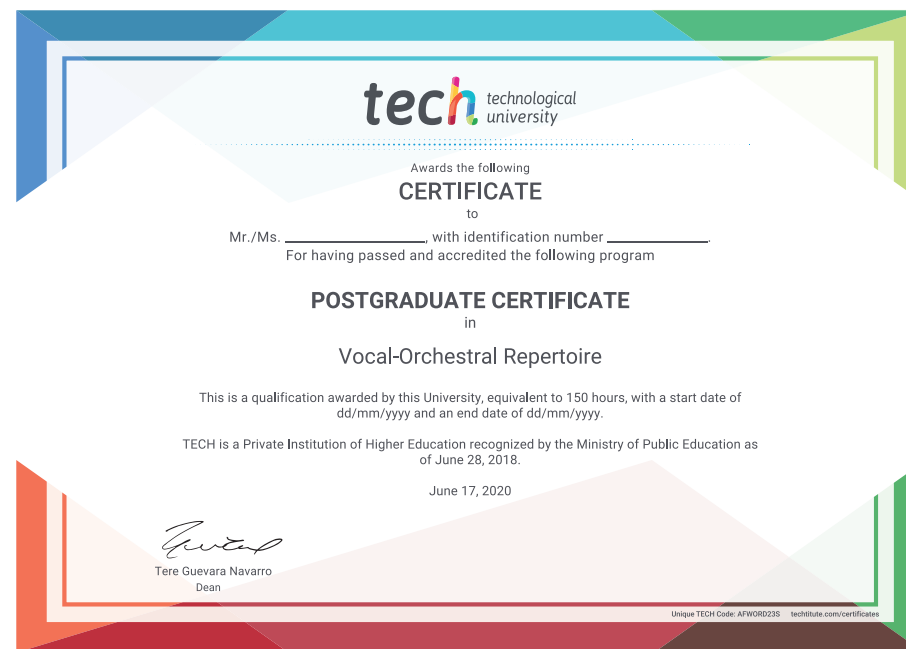 tech technological
university
Awards the following
CERTIFICATE
to
Mr./Ms. ____________________, with identification number ______________.
For having passed and accredited the following program
POSTGRADUATE CERTIFICATE
in
Vocal-Orchestral Repertoire
This is a qualification awarded by this University, equivalent to 150 hours, with a start date of
dd/mm/yyyy and an end date of dd/mm/yyyy.
TECH is a Private Institution of Higher Education recognized by the Ministry of Public Education as
of June 28, 2018.
June 17, 2020
Tere Guevara Navarro
Dean
Unique TECH Code: AFWORD23S techtitute.com/certificates